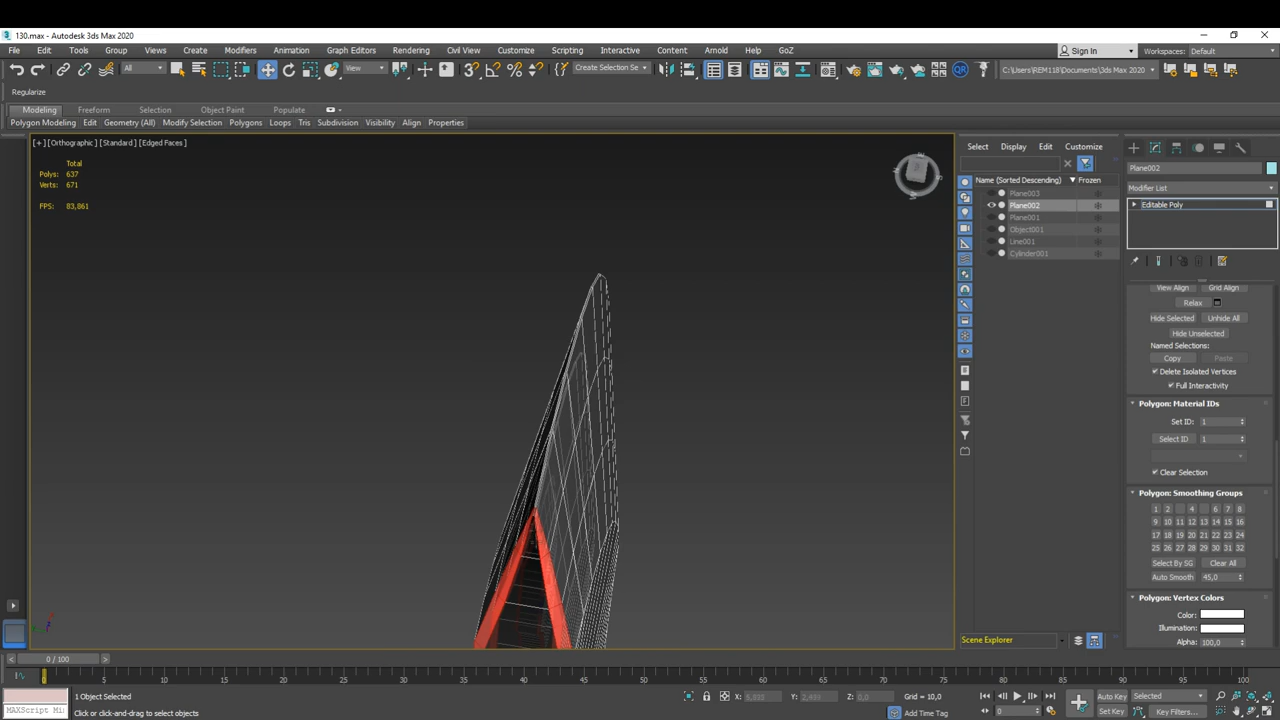 130.max - Autodesk 3ds Max 2020
File Edit Tools Group Views Create Modifiers Animation Graph Editors Rendering Civil View Customize Scripting Interactive Content Arnold Help GoZ Sign In Workspaces: Default
All View Create Selection Se C:\Users\REM118\Documents\3ds Max 2020
Regularize
Modeling Freeform Selection Object Paint Populate
Polygon Modeling Edit Geometry (All) Modify Selection Polygons Loops Tris Subdivision Visibility Align Properties
[+] [Orthographic] [Standard] [Edged Faces]
Total
Polys: 637
Verts: 671
FPS: 83,861
Select Display Edit Customize
Name (Sorted Descending) Frozen
Plane003
Plane002
Plane001
Object001
Line001
Cylinder001
Scene Explorer
Plane002
Modifier List
Editable Poly
View Align Grid Align
Relax
Hide Selected Unhide All
Hide Unselected
Named Selections:
Copy Paste
Delete Isolated Vertices
Full Interactivity
Polygon: Material IDs
Set ID: 1
Select ID 1
Clear Selection
Polygon: Smoothing Groups
1 2 4 6 7 8
9 10 11 12 13 14 15 16
17 18 19 20 21 22 23 24
25 26 27 28 29 30 31 32
Select By SG Clear All
Auto Smooth 45,0
Polygon: Vertex Colors
Color:
Illumination:
Alpha: 100,0
0 / 100
5 10 15 20 25 30 35 40 45 50 55 60 65 70 75 80 85 90 95 100
1 Object Selected X: Y: Z: 0,0 Grid = 10,0 Auto Key Selected
MAXScript Mi Click or click-and-drag to select objects Add Time Tag 0 Set Key Key Filters...